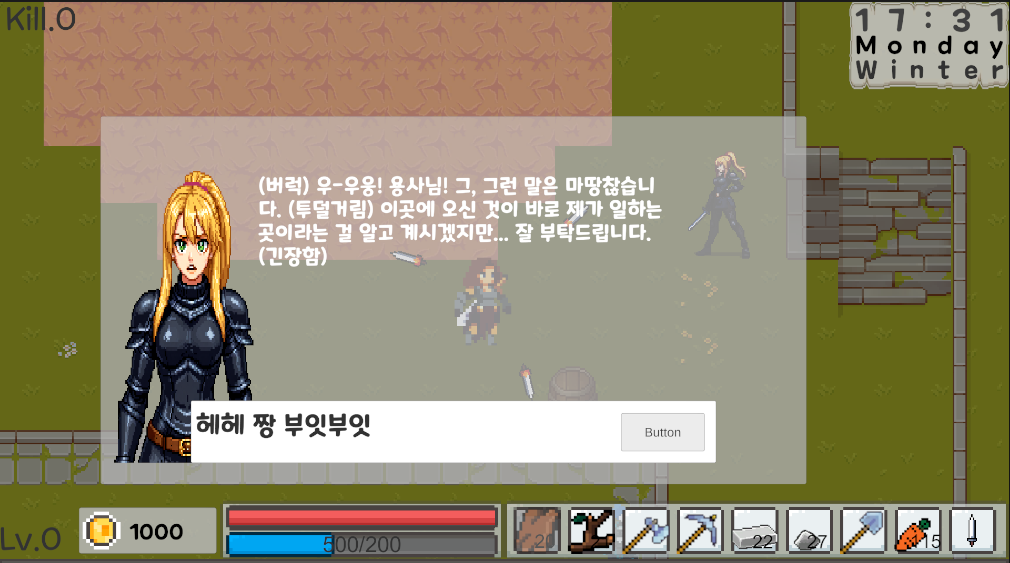 Kill.0
17:31
Monday
Winter
(버럭) 우-우웅! 용사님! 그, 그런 말은 마땅찮습니
다. (투덜거림) 이곳에 오신 것이 바로 제가 일하는
곳이라는 걸 알고 계시겠지만... 잘 부탁드립니다.
(긴장함)
헤헤 짱 부잇부잇
Button
Lv.0
1000
500/200
20
22
27
15